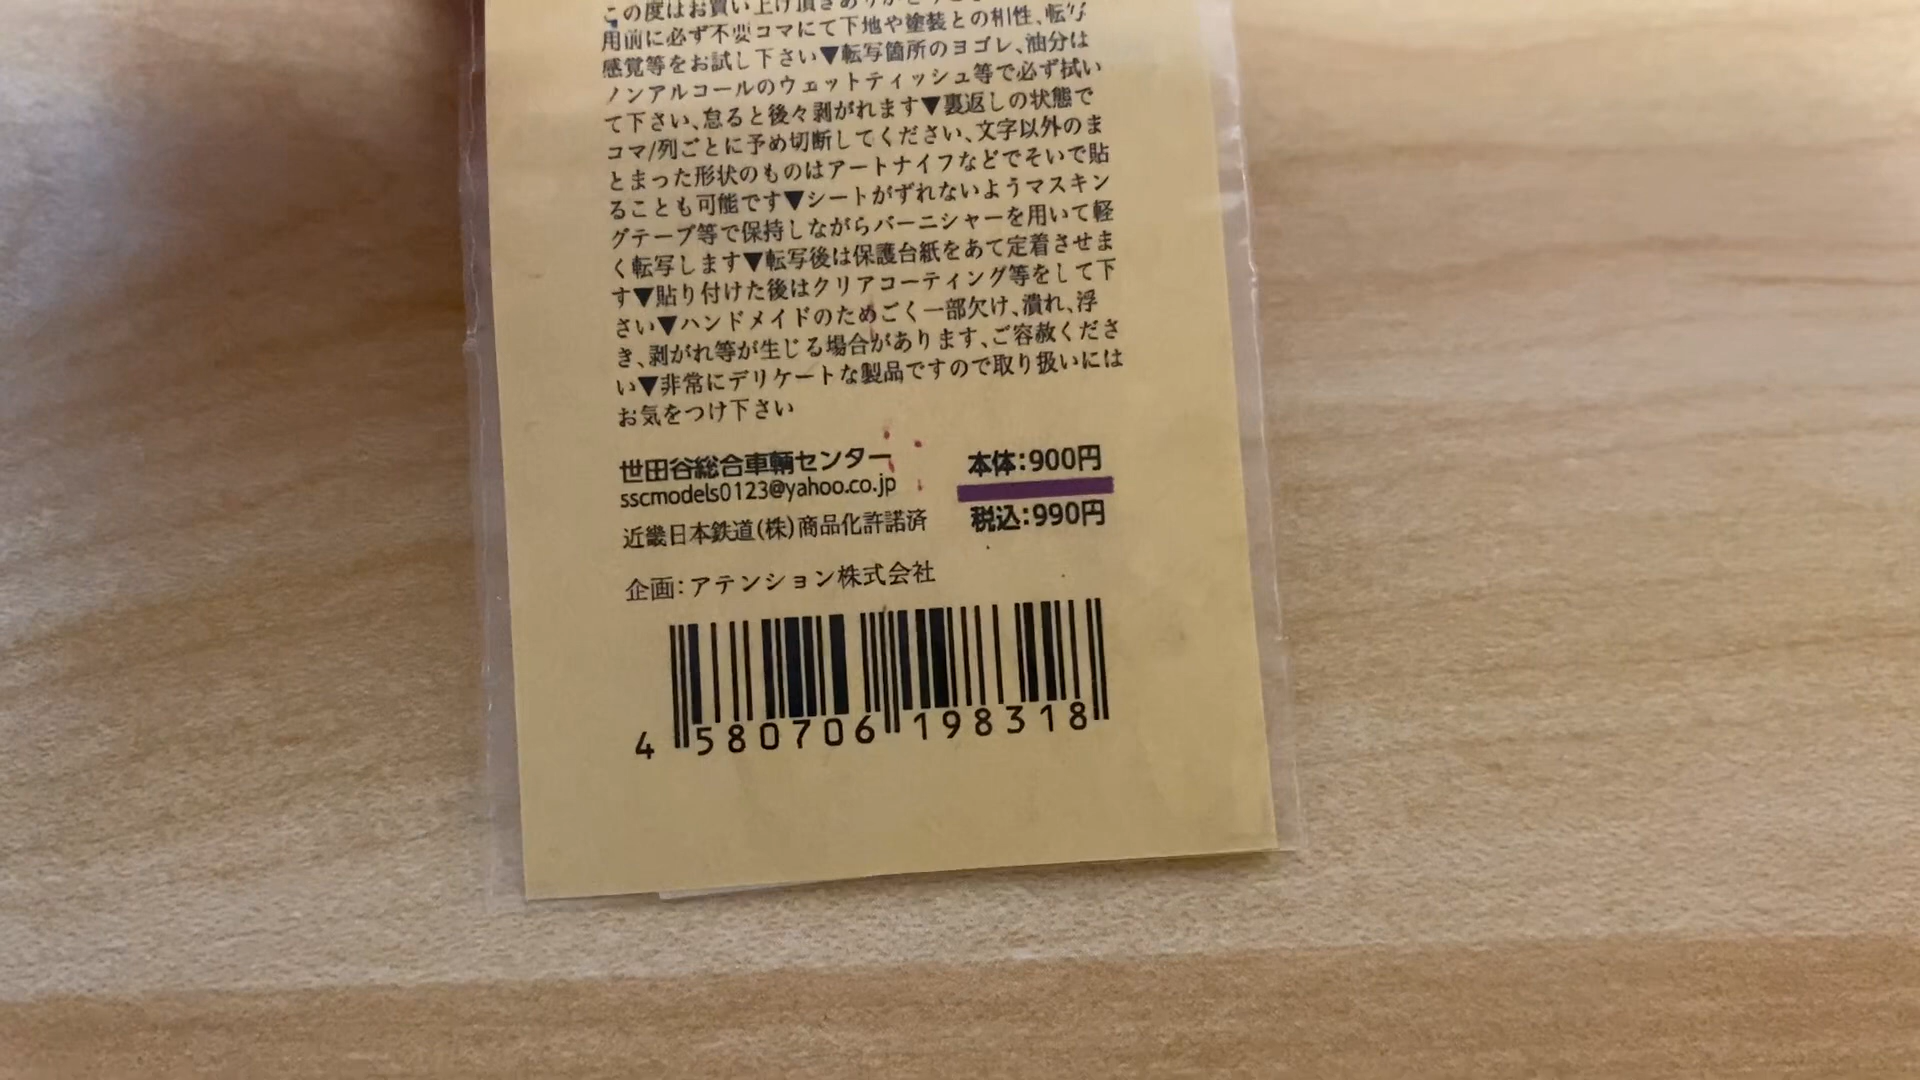 この度はお買い上げ頂きありがとうご
用前に必ず不要コマにて下地や塗装との相性、転写
感覚等をお試し下さい▼転写箇所のヨゴレ、油分は
ノンアルコールのウェットティッシュ等で必ず拭い
て下さい、怠ると後々剥がれます▼裏返しの状態で
コマ/列ごとに予め切断してください、文字以外のま
とまった形状のものはアートナイフなどでそいで貼
ることも可能です▼シートがずれないようマスキン
グテープ等で保持しながらバーニシャーを用いて軽
く転写します▼転写後は保護台紙をあて定着させま
す▼貼り付けた後はクリアコーティング等をして下
さい▼ハンドメイドのためごく一部欠け、潰れ、浮
き、剥がれ等が生じる場合があります、ご容赦くださ
い▼非常にデリケートな製品ですので取り扱いには
お気をつけ下さい
世田谷総合車輌センター
sscmodels0123@yahoo.co.jp
近畿日本鉄道(株)商品化許諾済
本体:900円
税込:990円
企画:アテンション株式会社
4 580706 198318